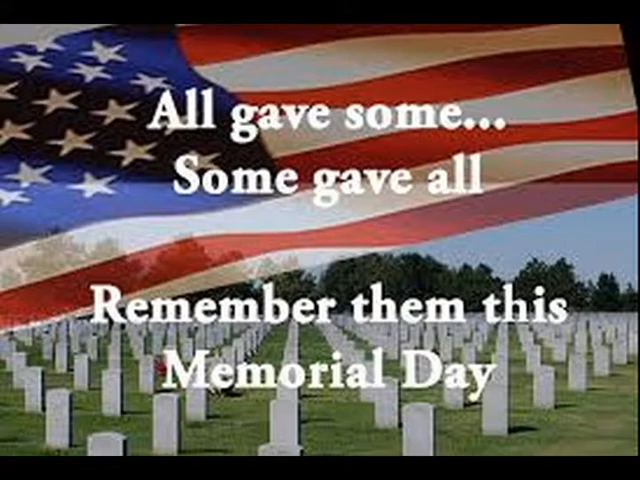 All gave some...
Some gave all
Remember them this
Memorial Day